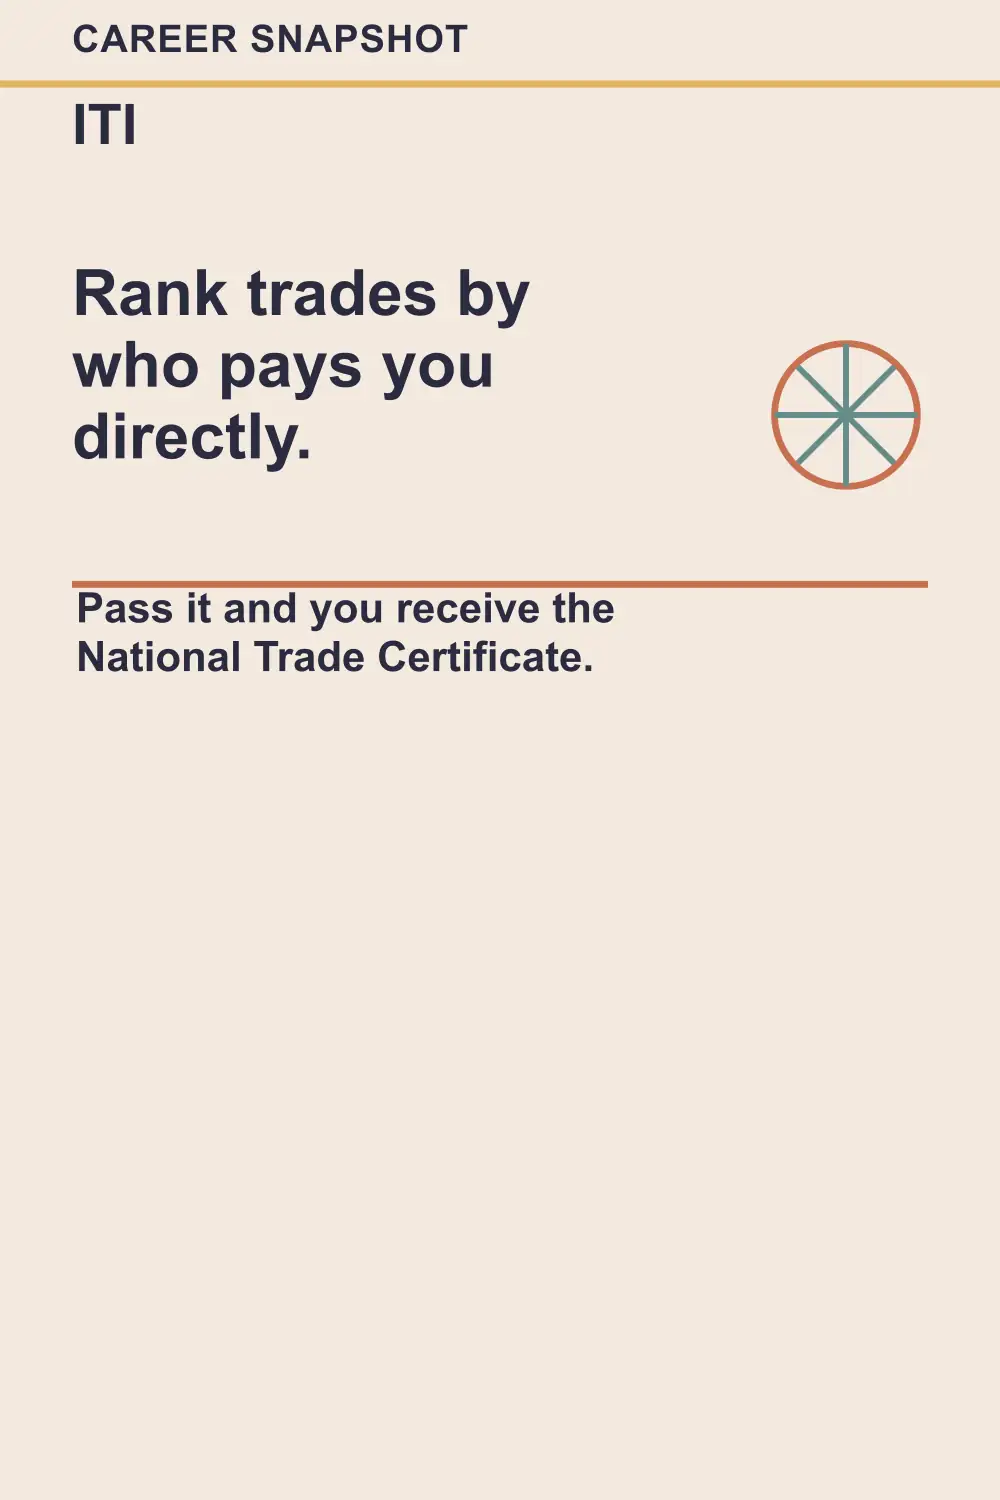 CAREER SNAPSHOT
ITI
Rank trades by
who pays you
directly.
Pass it and you receive the
National Trade Certificate.